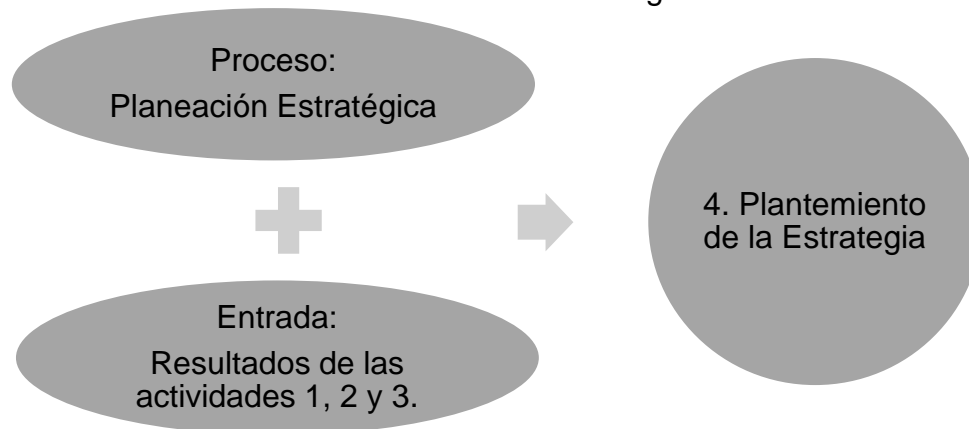 Proceso:
Planeación Estratégica
4. Plantemiento
de la Estrategia
Entrada:
Resultados de las
actividades 1, 2 y 3.